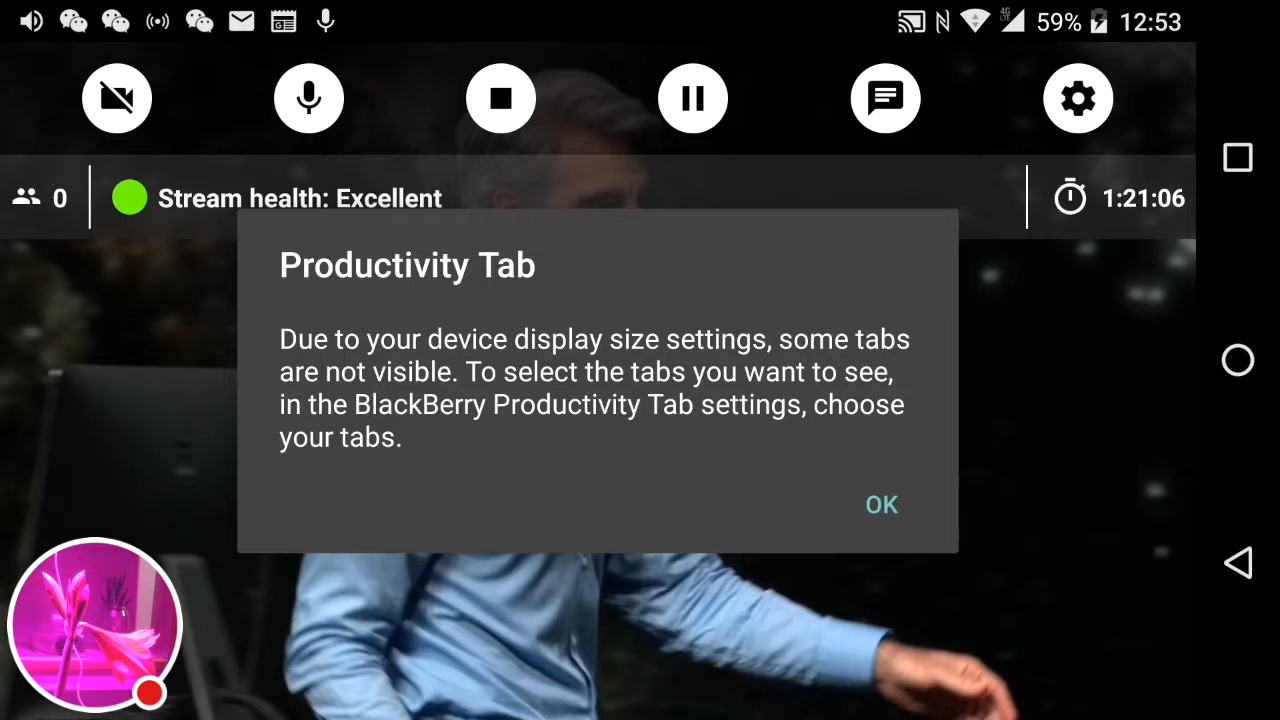 4G
LTE
59%
12:53
0
Stream health: Excellent
1:21:06
Productivity Tab
Due to your device display size settings, some tabs
are not visible. To select the tabs you want to see,
in the BlackBerry Productivity Tab settings, choose
your tabs.
OK